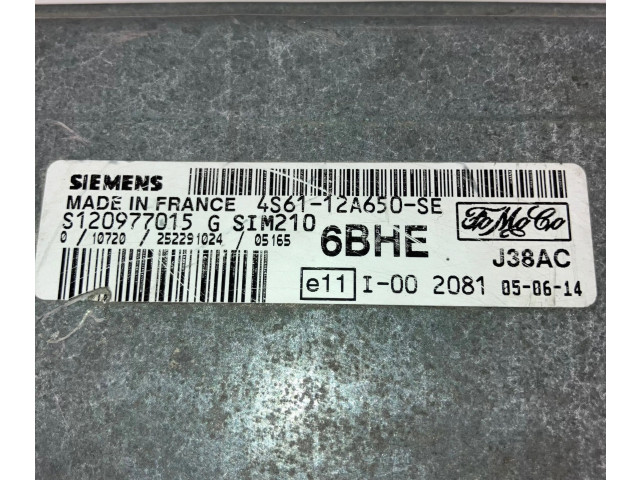 SIEMENS
MADE IN FRANCE 4S61-12A650-SE
S120977015 G SIM210
0 / 10720 / 252291024 / 05165
6BHE
FoMoCo
J38AC
e11 I-00 2081 05-06-14